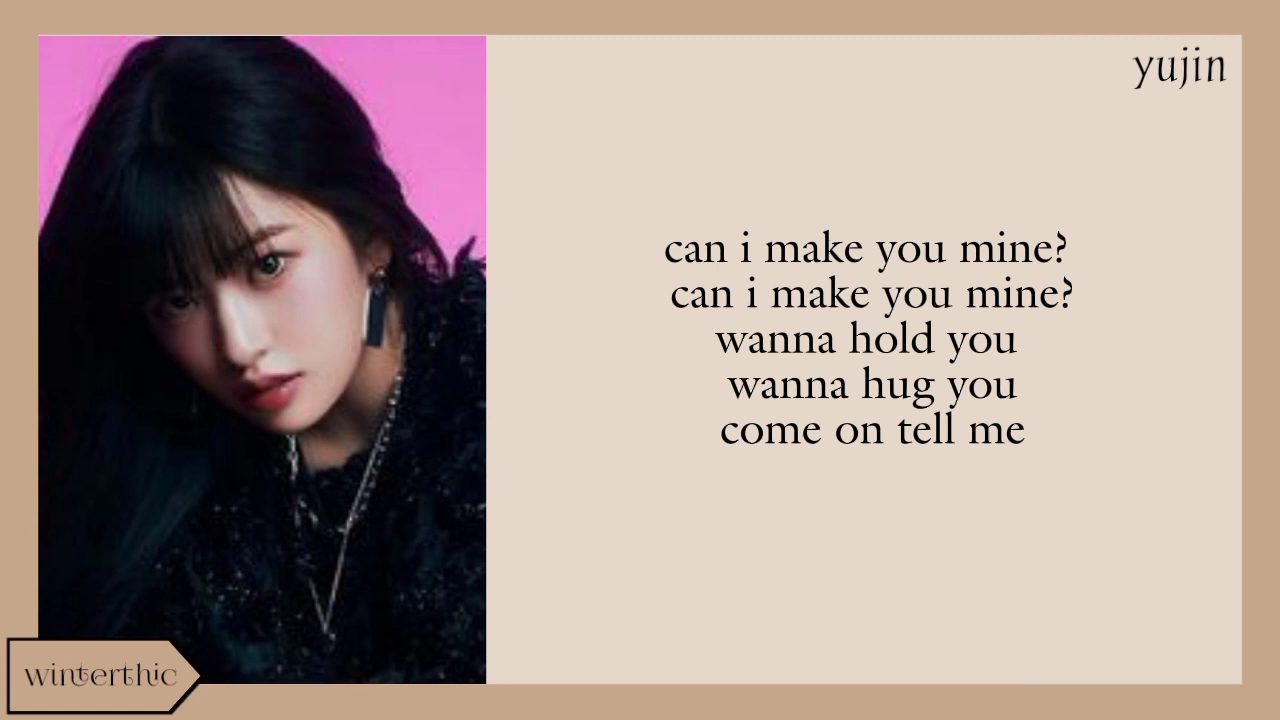 yujin
can i make you mine?
can i make you mine?
wanna hold you
wanna hug you
come on tell me
winterthic